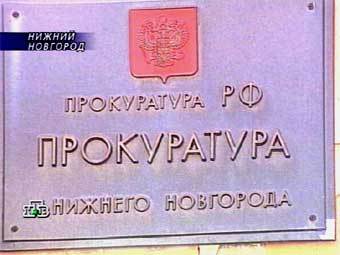 НИЖНИЙ
НОВГОРОД
ПРОКУРАТУРА РФ
ПРОКУРАТУРА
НИЖНЕГО НОВГОРОДА
НТВ